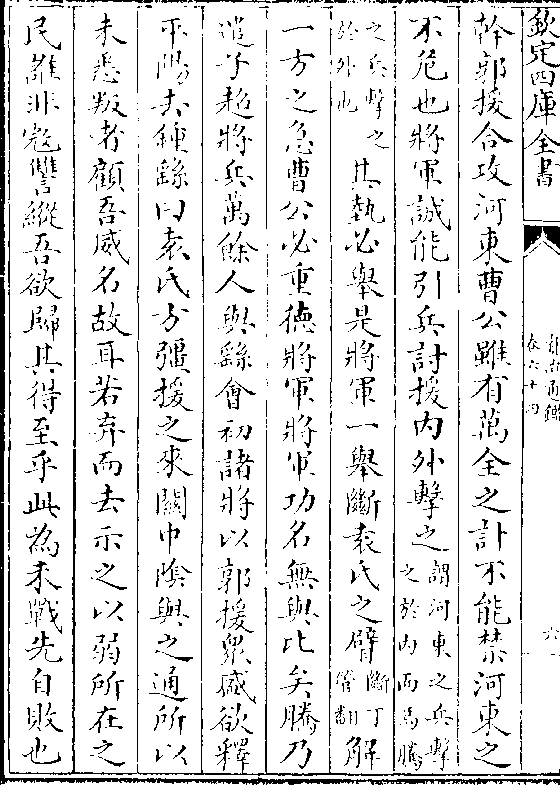 欽定四庫全書
資治通鑑
卷六十四
六
幹郭援合攻河東曹公雖有萬全之計不能禁河東之
不危也將軍誠能引兵討援内外擊之謂河東之兵擊之於内而馬騰
之兵擊之於外也其埶必舉是將軍一舉斷袁氏之臂斷丁管翻解
一方之急曹公必重德將軍將軍功名無與比矣騰乃
遣子超將兵萬餘人與繇會初諸將以郭援衆盛欲釋
平陽去鍾繇曰袁氏方彊援之來關中陰與之通所以
未悉叛者顧吾威名故耳若弃而去示之以弱所在之
民誰非寇讐縱吾欲歸其得至乎此為未戰先自敗也